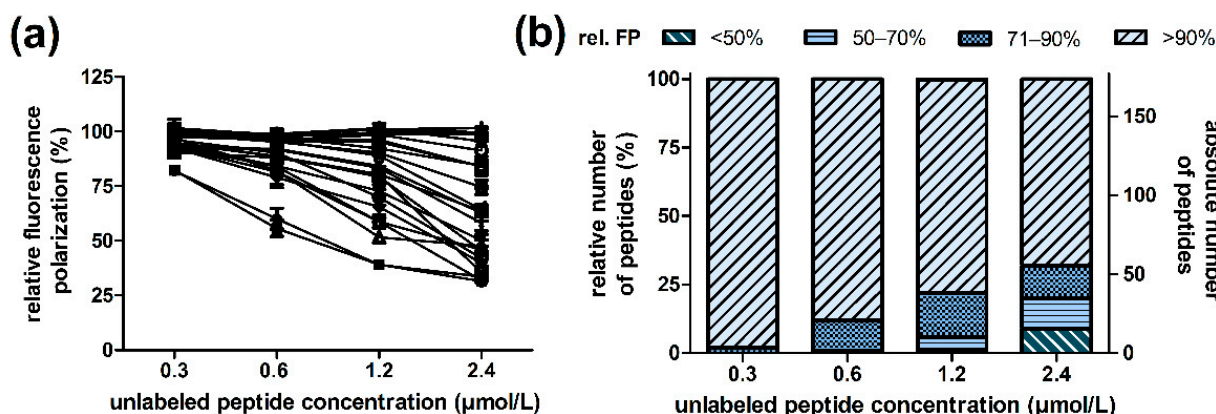 (a)
relative fluorescence
polarization (%)
125
100
75
50
25
0
0.3 0.6 1.2 2.4
unlabeled peptide concentration (µmol/L)
(b)
rel. FP <50% 50–70% 71–90% >90%
relative number
of peptides (%)
100
75
50
25
0
150
100
50
0
absolute number
of peptides
0.3 0.6 1.2 2.4
unlabeled peptide concentration (µmol/L)